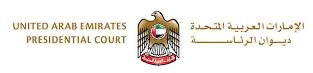 UNITED ARAB EMIRATES
PRESIDENTIAL COURT
الإمارات العربية المتحدة
ديوان الرئاسة